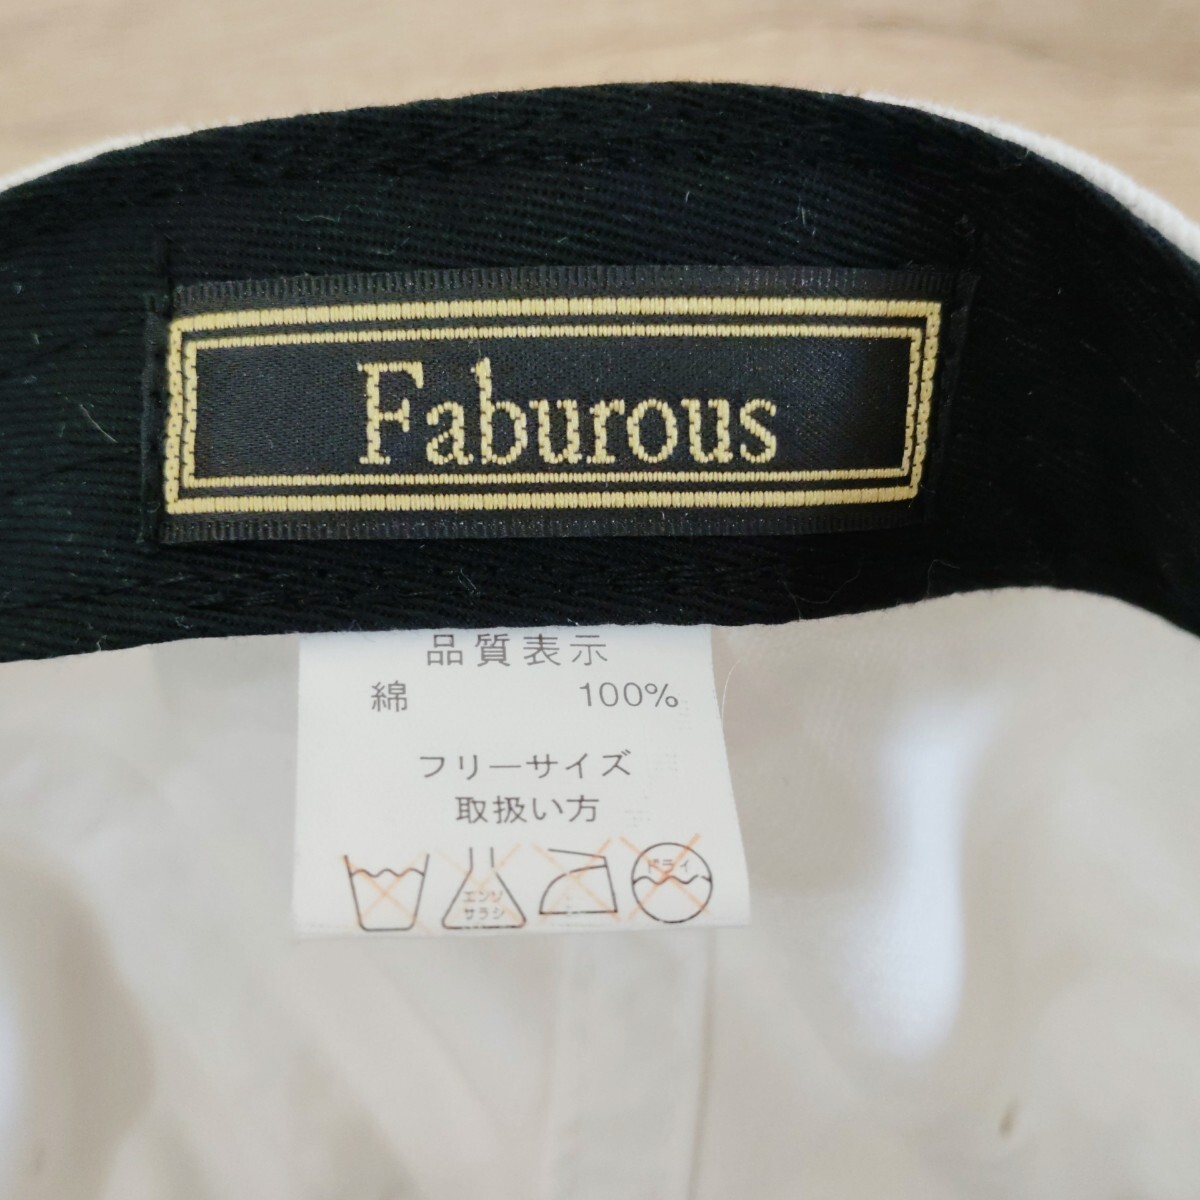 Faburous
品質表示
綿 100%
フリーサイズ
取扱い方
エンソ ドライ
サラシ